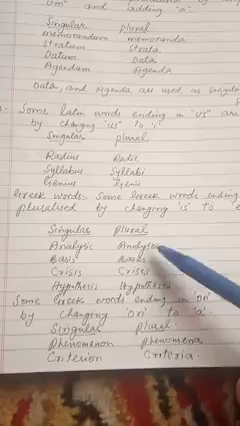 "um" and adding 'a'.
Singular plural
memorandum memoranda
Stratum Strata
Datum Data
Agendum Agenda
Data, and Agenda are used as singular
Some latin words ending in "us" are
by changing "us" to 'i'
Singular plural
Radius Radii
Syllabus Syllabi
Genius Genii
Greek words. Some Greek words ending
pluralised by changing 'is' to
Singular plural
Analysis Analyses
Basis Bases
Crisis Crises
Hypothesis Hypotheses
Some Greek words ending in 'on'
by changing 'on' to 'a'.
Singular plural
Phenomenon Phenomena
Criterion Criteria.